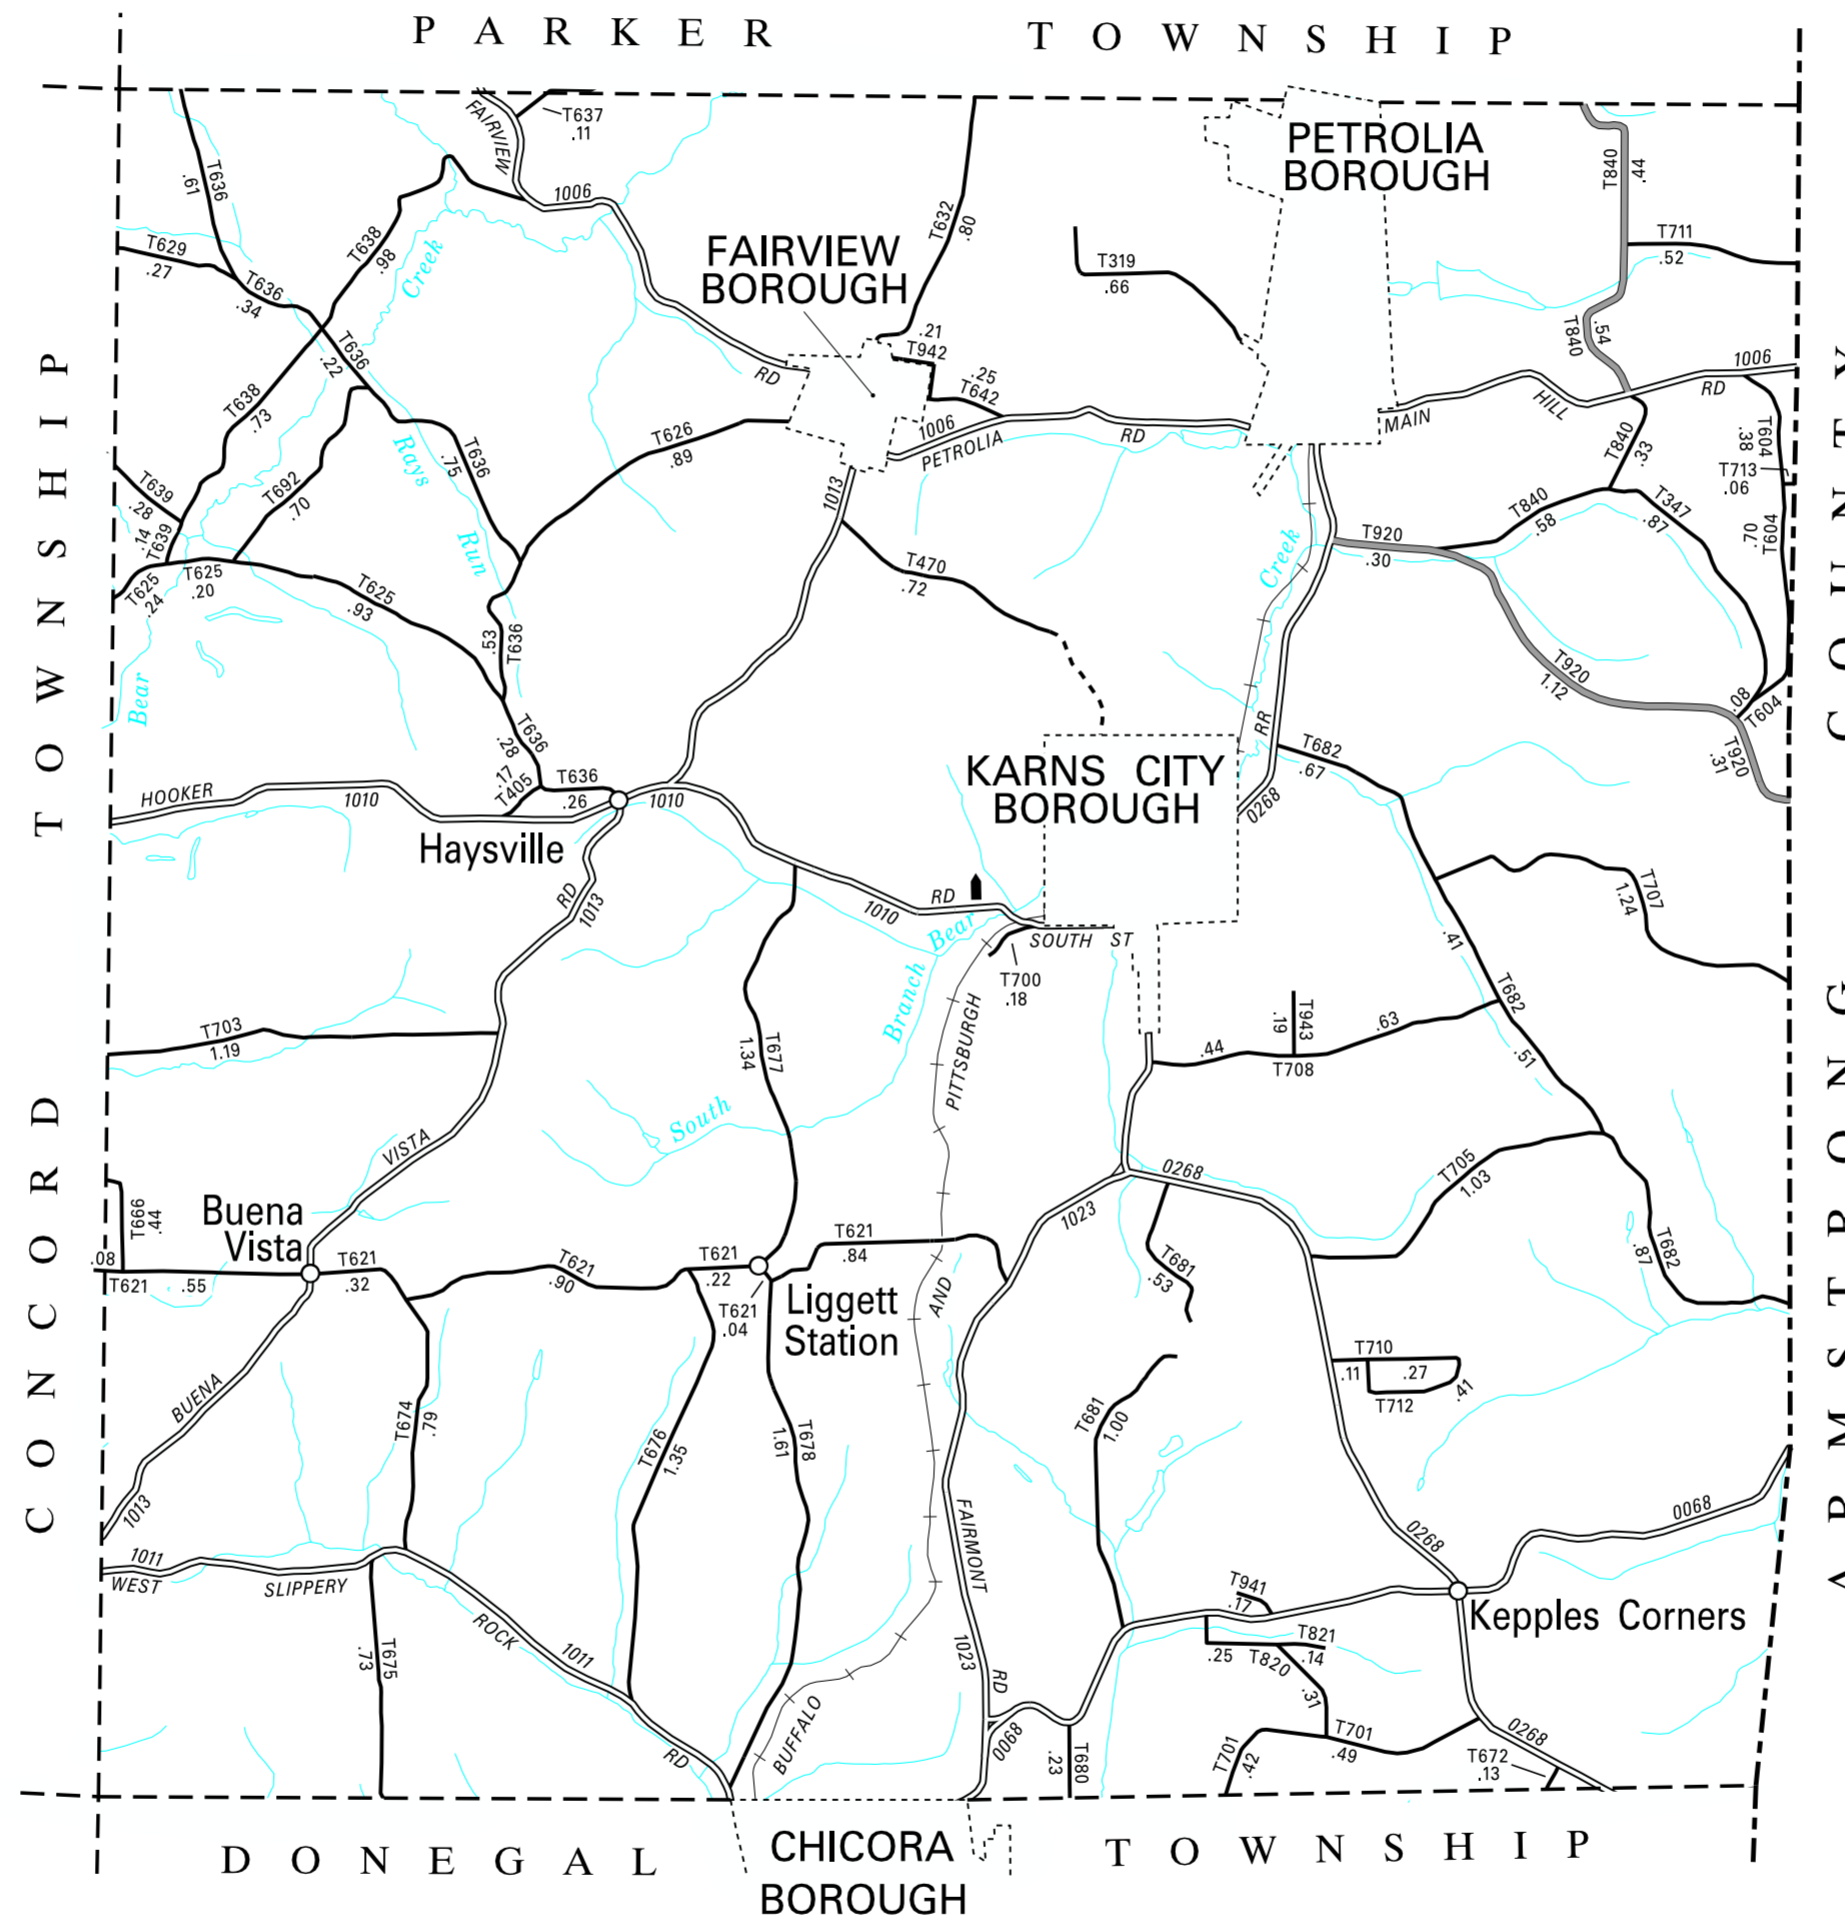 PARKER TOWNSHIP
FAIRVIEW
T637
.11
PETROLIA
BOROUGH
T636
.61
1006
T840
.44
T629
.27
T638
.98
Creek
FAIRVIEW
BOROUGH
T632
.80
T319
.66
T711
.52
T636
.34
T636
.22
.21
T942
.25
T642
T840
.54
1006
RD
RD
T638
.73
HILL
MAIN
Rays
T636
.75
T626
.89
1006
PETROLIA
RD
T840
.33
T604
.38
T713
.06
T639
.28
T692
.70
1013
T840
.58
T347
.87
.14
T639
Run
T920
.30
T604
.70
T625
.24
T625
.20
T625
.93
T470
.72
Creek
.53
T636
T920
1.12
Bear
.08
T604
RR
T636
.28
T682
.67
T920
.31
HOOKER
1010
.17
T405
T636
.26
1010
KARNS CITY
BOROUGH
0268
Haysville
RD
1013
RD
1010
Bear
SOUTH ST
T707
1.24
.41
T700
.18
Branch
PITTSBURGH
T682
T703
1.19
T677
1.34
.19
T943
.63
.44
T708
.51
South
VISTA
0268
T705
1.03
T666
.44
Buena
Vista
1023
.08
T621
.55
T621
.32
T621
.90
T621
.22
T621
.84
T681
.53
T682
.87
AND
T621
.04
Liggett
Station
T710
.11
.27
.41
T712
BUENA
T674
.79
T676
1.35
T678
1.61
T681
1.00
1013
FAIRMONT
0068
0268
1011
WEST
SLIPPERY
ROCK
T941
.17
Kepples Corners
T675
.73
1011
1023
RD
T821
.14
.25
T820
.31
RD
BUFFALO
0068
.23
T680
T701
.42
T701
.49
0268
T672
.13
DONEGAL TOWNSHIP
CHICORA
BOROUGH
CONCORD TOWNSHIP
ARMSTRONG COUNTY